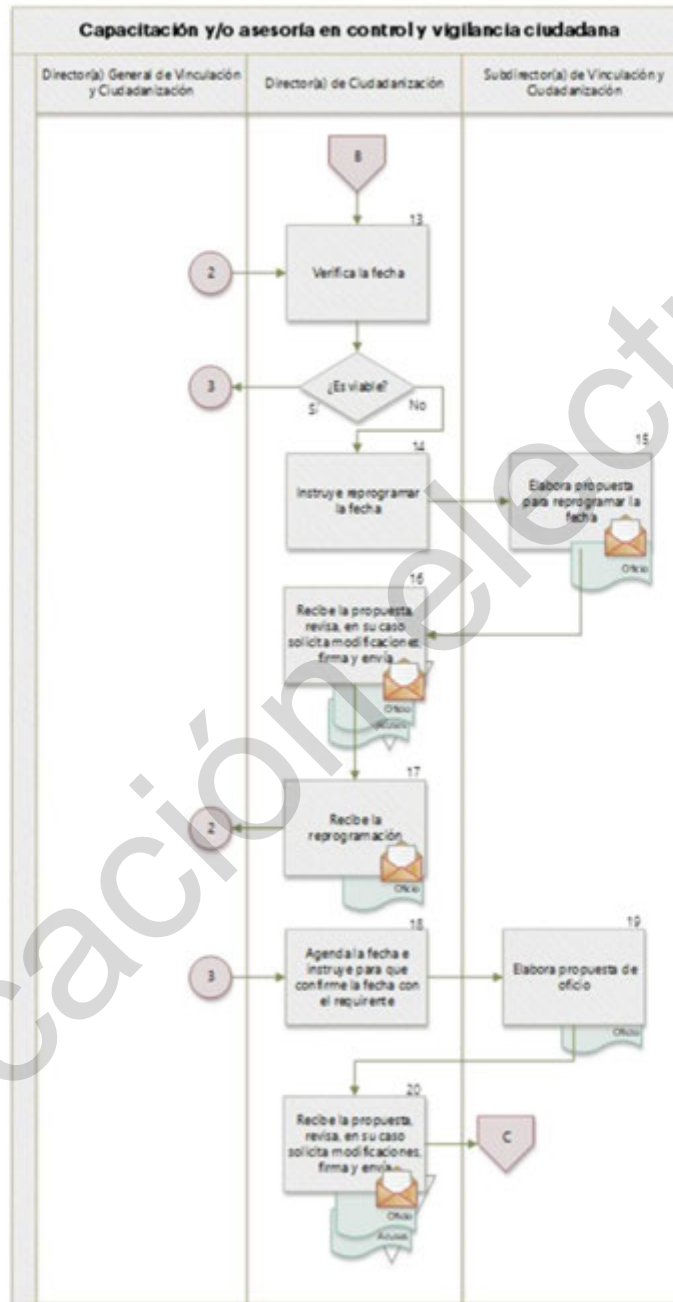 Capacitación y/o asesoría en control y vigilancia ciudadana
Director(a) General de Vinculación
y Ciudadanización
Director(a) de Ciudadanización
Subdirector(a) de Vinculación y
Ciudadanización
B
13
2
Verifica la fecha
3
¿Es viable?
Sí
No
14
Instruye reprogramar
la fecha
15
Elabora propuesta
para reprogramar la
fecha
Oficio
16
Recibe la propuesta,
revisa, en su caso
solicita modificaciones,
firma y envía
Oficio
Acuse
17
2
Recibe la
reprogramación
Oficio
18
3
Agenda la fecha e
instruye para que
confirme la fecha con
el requirente
19
Elabora propuesta de
oficio
Oficio
20
Recibe la propuesta,
revisa, en su caso
solicita modificaciones,
firma y envía
Oficio
Acuse
C